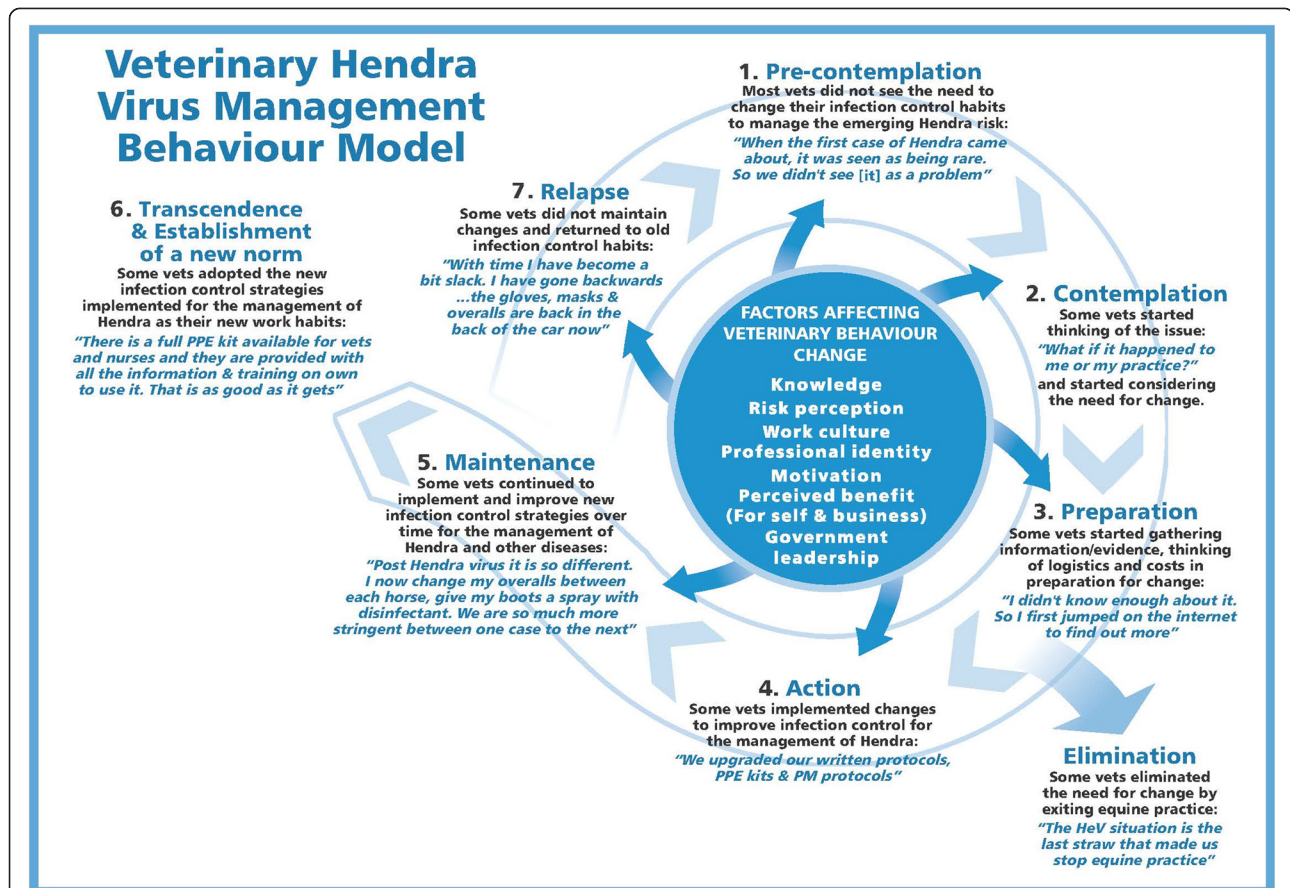 Veterinary Hendra
Virus Management
Behaviour Model
1. Pre-contemplation
Most vets did not see the need to
change their infection control habits
to manage the emerging Hendra risk:
“When the first case of Hendra came
about, it was seen as being rare.
So we didn't see [it] as a problem”
2. Contemplation
Some vets started
thinking of the issue:
“What if it happened to
me or my practice?”
and started considering
the need for change.
3. Preparation
Some vets started gathering
information/evidence, thinking
of logistics and costs in
preparation for change:
“I didn't know enough about it.
So I first jumped on the internet
to find out more”
Elimination
Some vets eliminated
the need for change by
exiting equine practice:
“The HeV situation is the
last straw that made us
stop equine practice”
4. Action
Some vets implemented changes
to improve infection control for
the management of Hendra:
“We upgraded our written protocols,
PPE kits & PM protocols”
5. Maintenance
Some vets continued to
implement and improve new
infection control strategies over
time for the management of
Hendra and other diseases:
“Post Hendra virus it is so different.
I now change my overalls between
each horse, give my boots a spray with
disinfectant. We are so much more
stringent between one case to the next”
6. Transcendence
& Establishment
of a new norm
Some vets adopted the new
infection control strategies
implemented for the management of
Hendra as their new work habits:
“There is a full PPE kit available for vets
and nurses and they are provided with
all the information & training on own
to use it. That is as good as it gets”
7. Relapse
Some vets did not maintain
changes and returned to old
infection control habits:
“With time I have become a
bit slack. I have gone backwards
...the gloves, masks &
overalls are back in the
back of the car now”
FACTORS AFFECTING
VETERINARY BEHAVIOUR
CHANGE
Knowledge
Risk perception
Work culture
Professional identity
Motivation
Perceived benefit
(For self & business)
Government
leadership